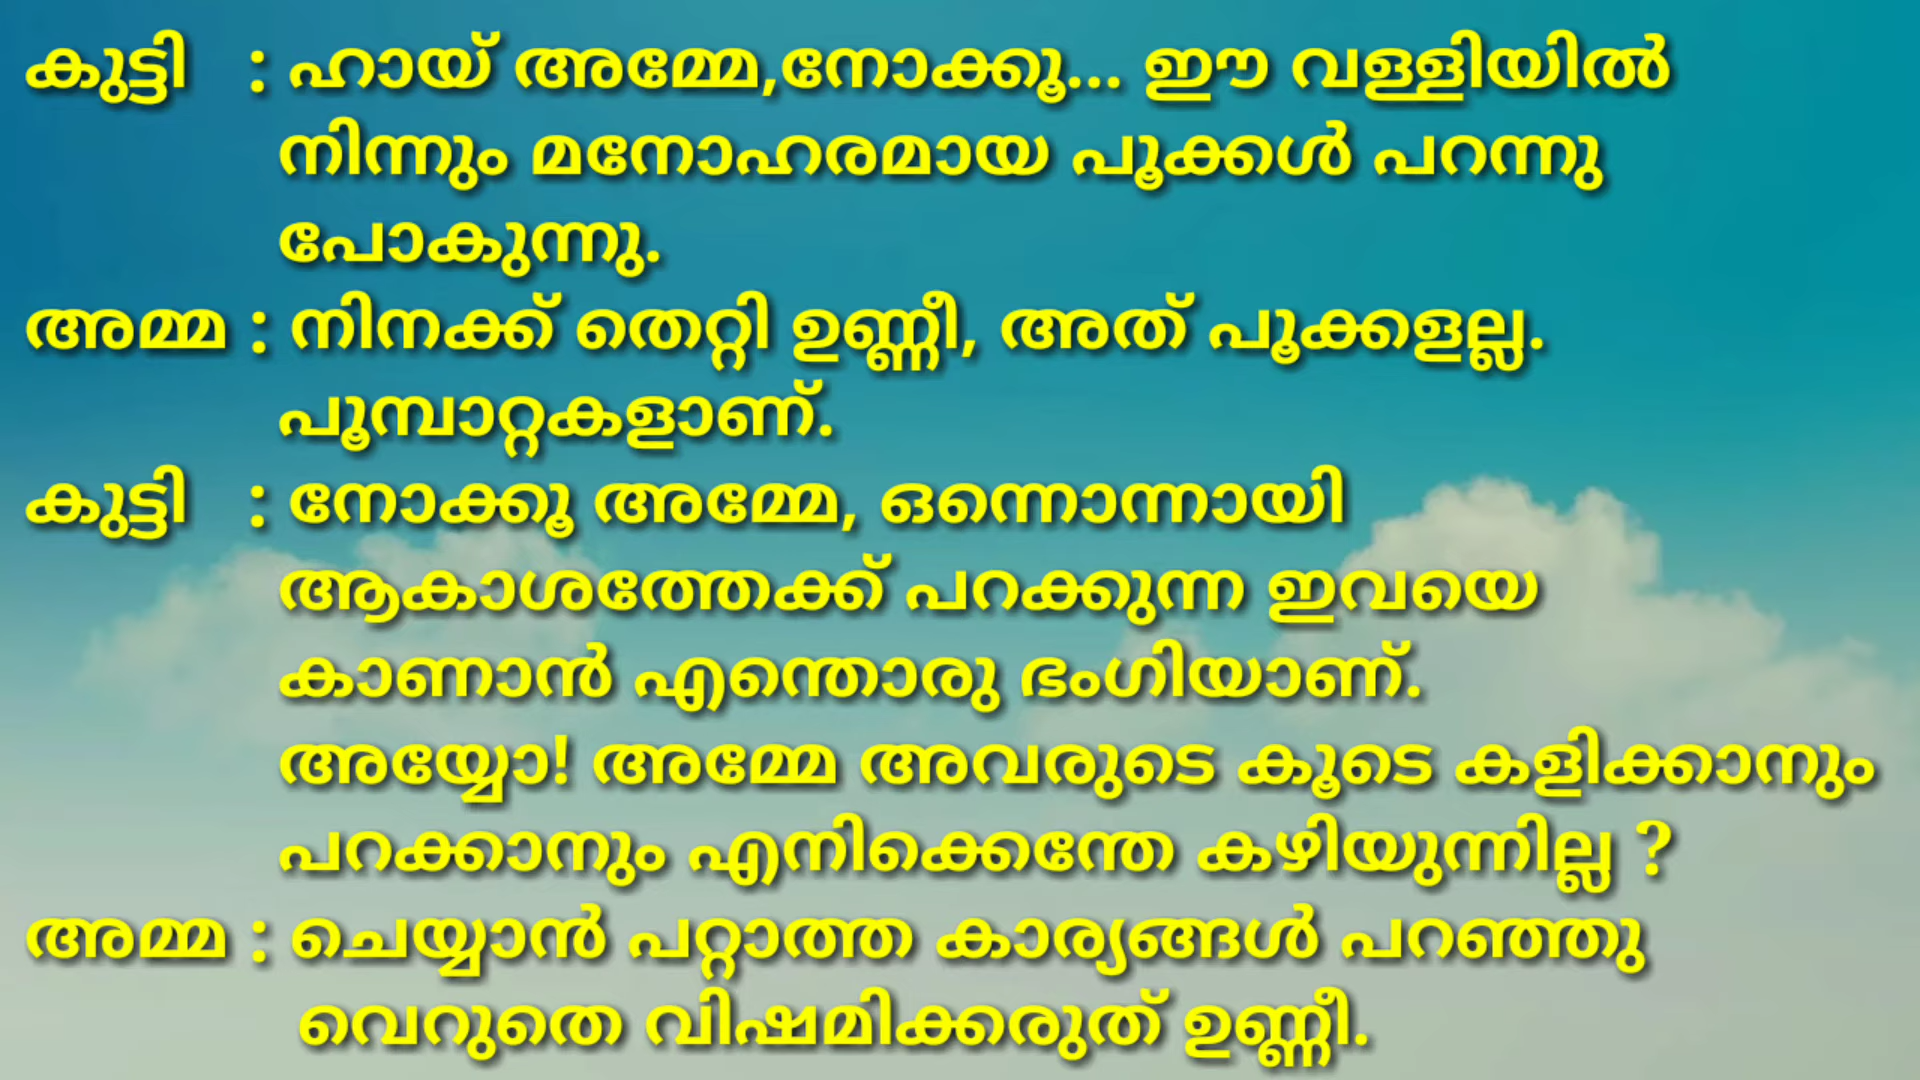 കുട്ടി : ഹായ് അമ്മേ,നോക്കൂ... ഈ വള്ളിയിൽ
നിന്നും മനോഹരമായ പൂക്കൾ പറന്നു
പോകുന്നു.
അമ്മ : നിനക്ക് തെറ്റി ഉണ്ണീ, അത് പൂക്കളല്ല.
പൂമ്പാറ്റകളാണ്.
കുട്ടി : നോക്കൂ അമ്മേ, ഒന്നൊന്നായി
ആകാശത്തേക്ക് പറക്കുന്ന ഇവയെ
കാണാൻ എന്തൊരു ഭംഗിയാണ്.
അയ്യോ! അമ്മേ അവരുടെ കൂടെ കളിക്കാനും
പറക്കാനും എനിക്കെന്തേ കഴിയുന്നില്ല ?
അമ്മ : ചെയ്യാൻ പറ്റാത്ത കാര്യങ്ങൾ പറഞ്ഞു
വെറുതെ വിഷമിക്കരുത് ഉണ്ണീ.